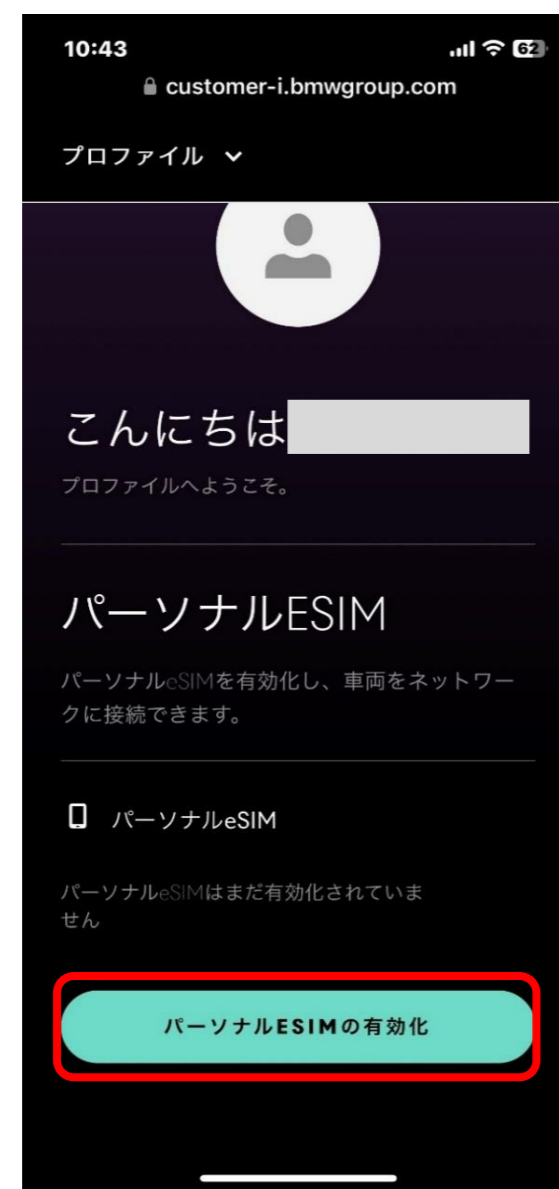 10:43
62
customer-i.bmwgroup.com
プロファイル
こんにちは
プロファイルへようこそ。
パーソナルESIM
パーソナルeSIMを有効化し、車両をネットワー
クに接続できます。
パーソナルeSIM
パーソナルeSIMはまだ有効化されていま
せん
パーソナルESIMの有効化